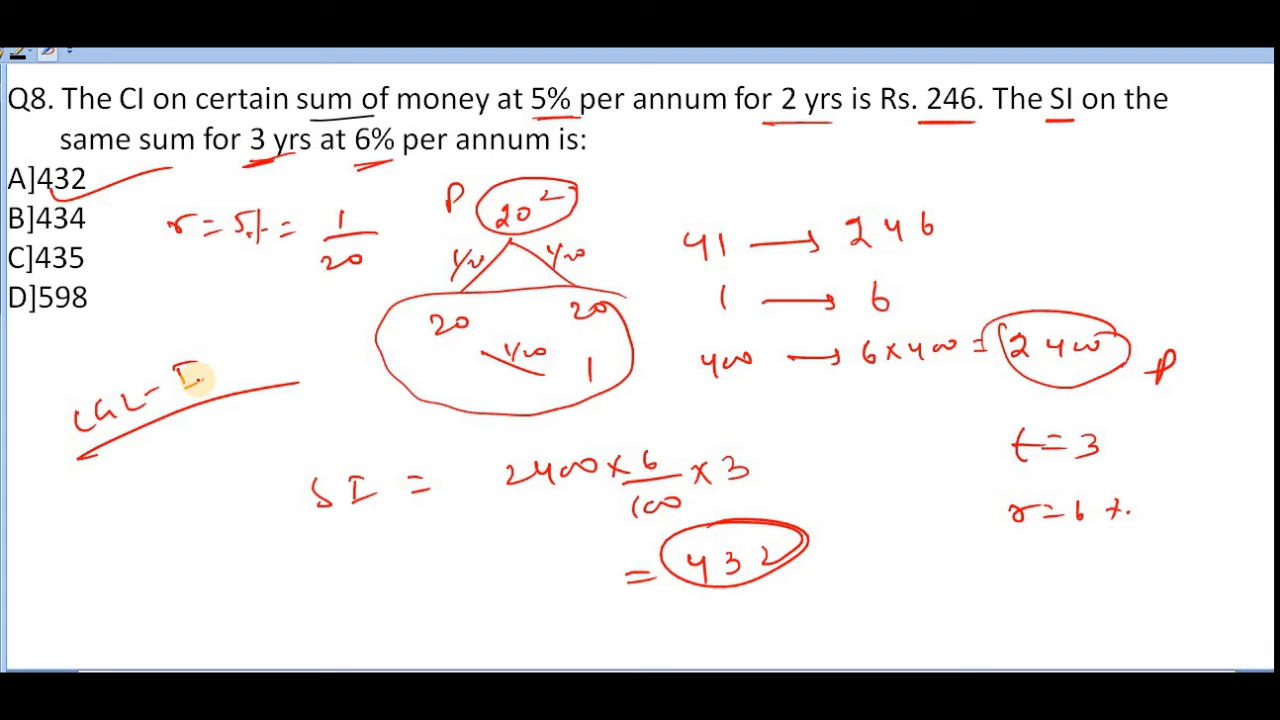 Q8. The CI on certain sum of money at 5% per annum for 2 yrs is Rs. 246. The SI on the
same sum for 3 yrs at 6% per annum is:
A]432
B]434
C]435
D]598
r = 5% = 1/20
P 20²
1/20 1/20
20 20
1/20 1
41 → 246
1 → 6
400 → 6 × 400 = 2400 P
t = 3
r = 6 %
CGL - I
SI = 2400 × 6/100 × 3
= 432